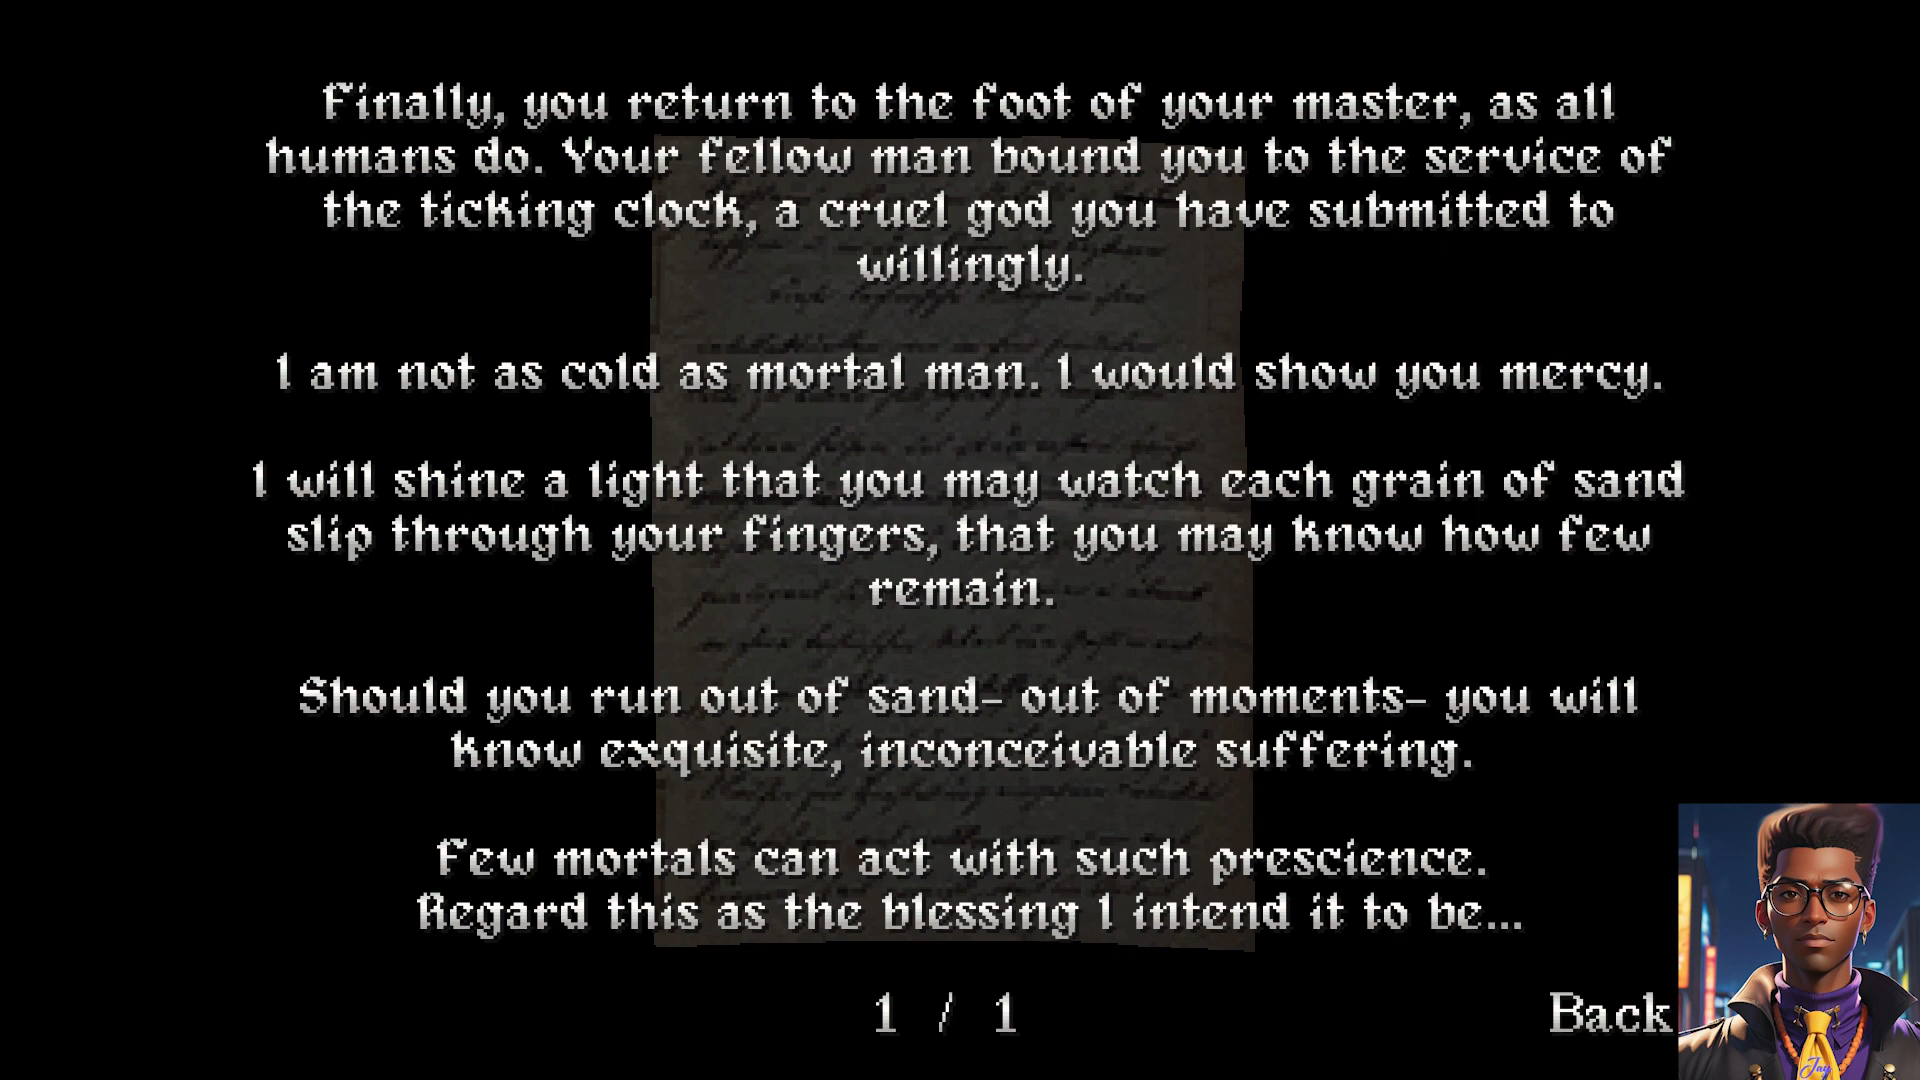 Finally, you return to the foot of your master, as all
humans do. Your fellow man bound you to the service of
the ticking clock, a cruel god you have submitted to
willingly.
I am not as cold as mortal man. I would show you mercy.
I will shine a light that you may watch each grain of sand
slip through your fingers, that you may know how few
remain.
Should you run out of sand- out of moments- you will
know exquisite, inconceivable suffering.
Few mortals can act with such prescience.
Regard this as the blessing I intend it to be...
1 / 1
Back
Jay